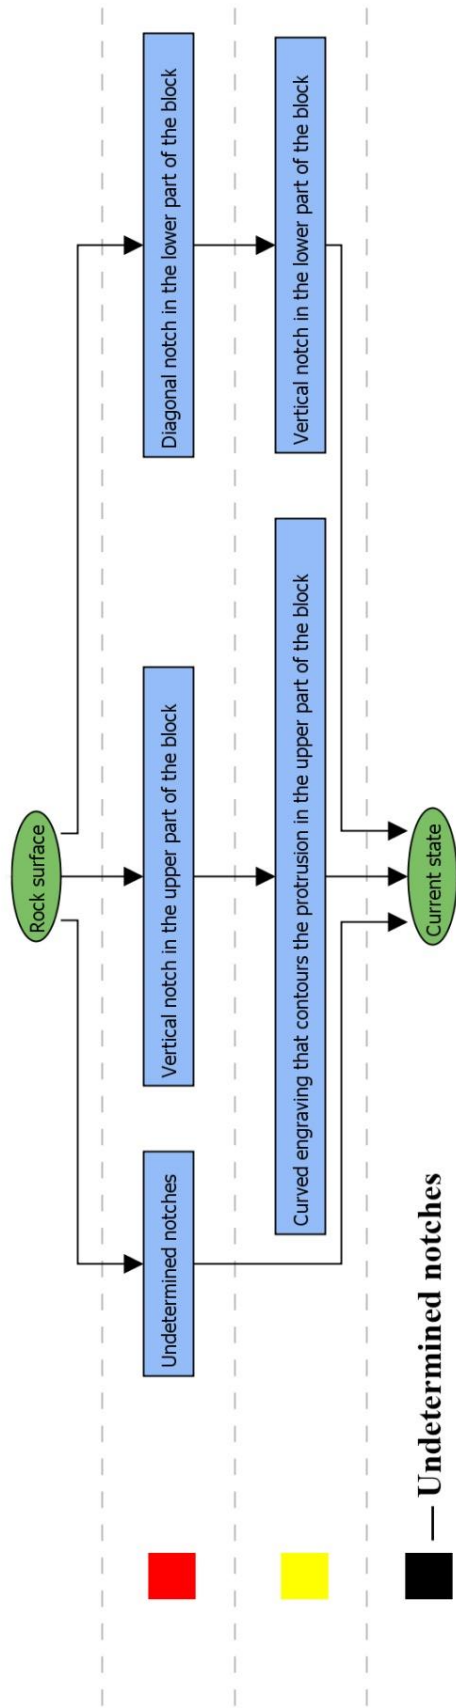 Rock surface
Undetermined notches
Vertical notch in the upper part of the block
Diagonal notch in the lower part of the block
Curved engraving that contours the protrusion in the upper part of the block
Vertical notch in the lower part of the block
Current state
— Undetermined notches